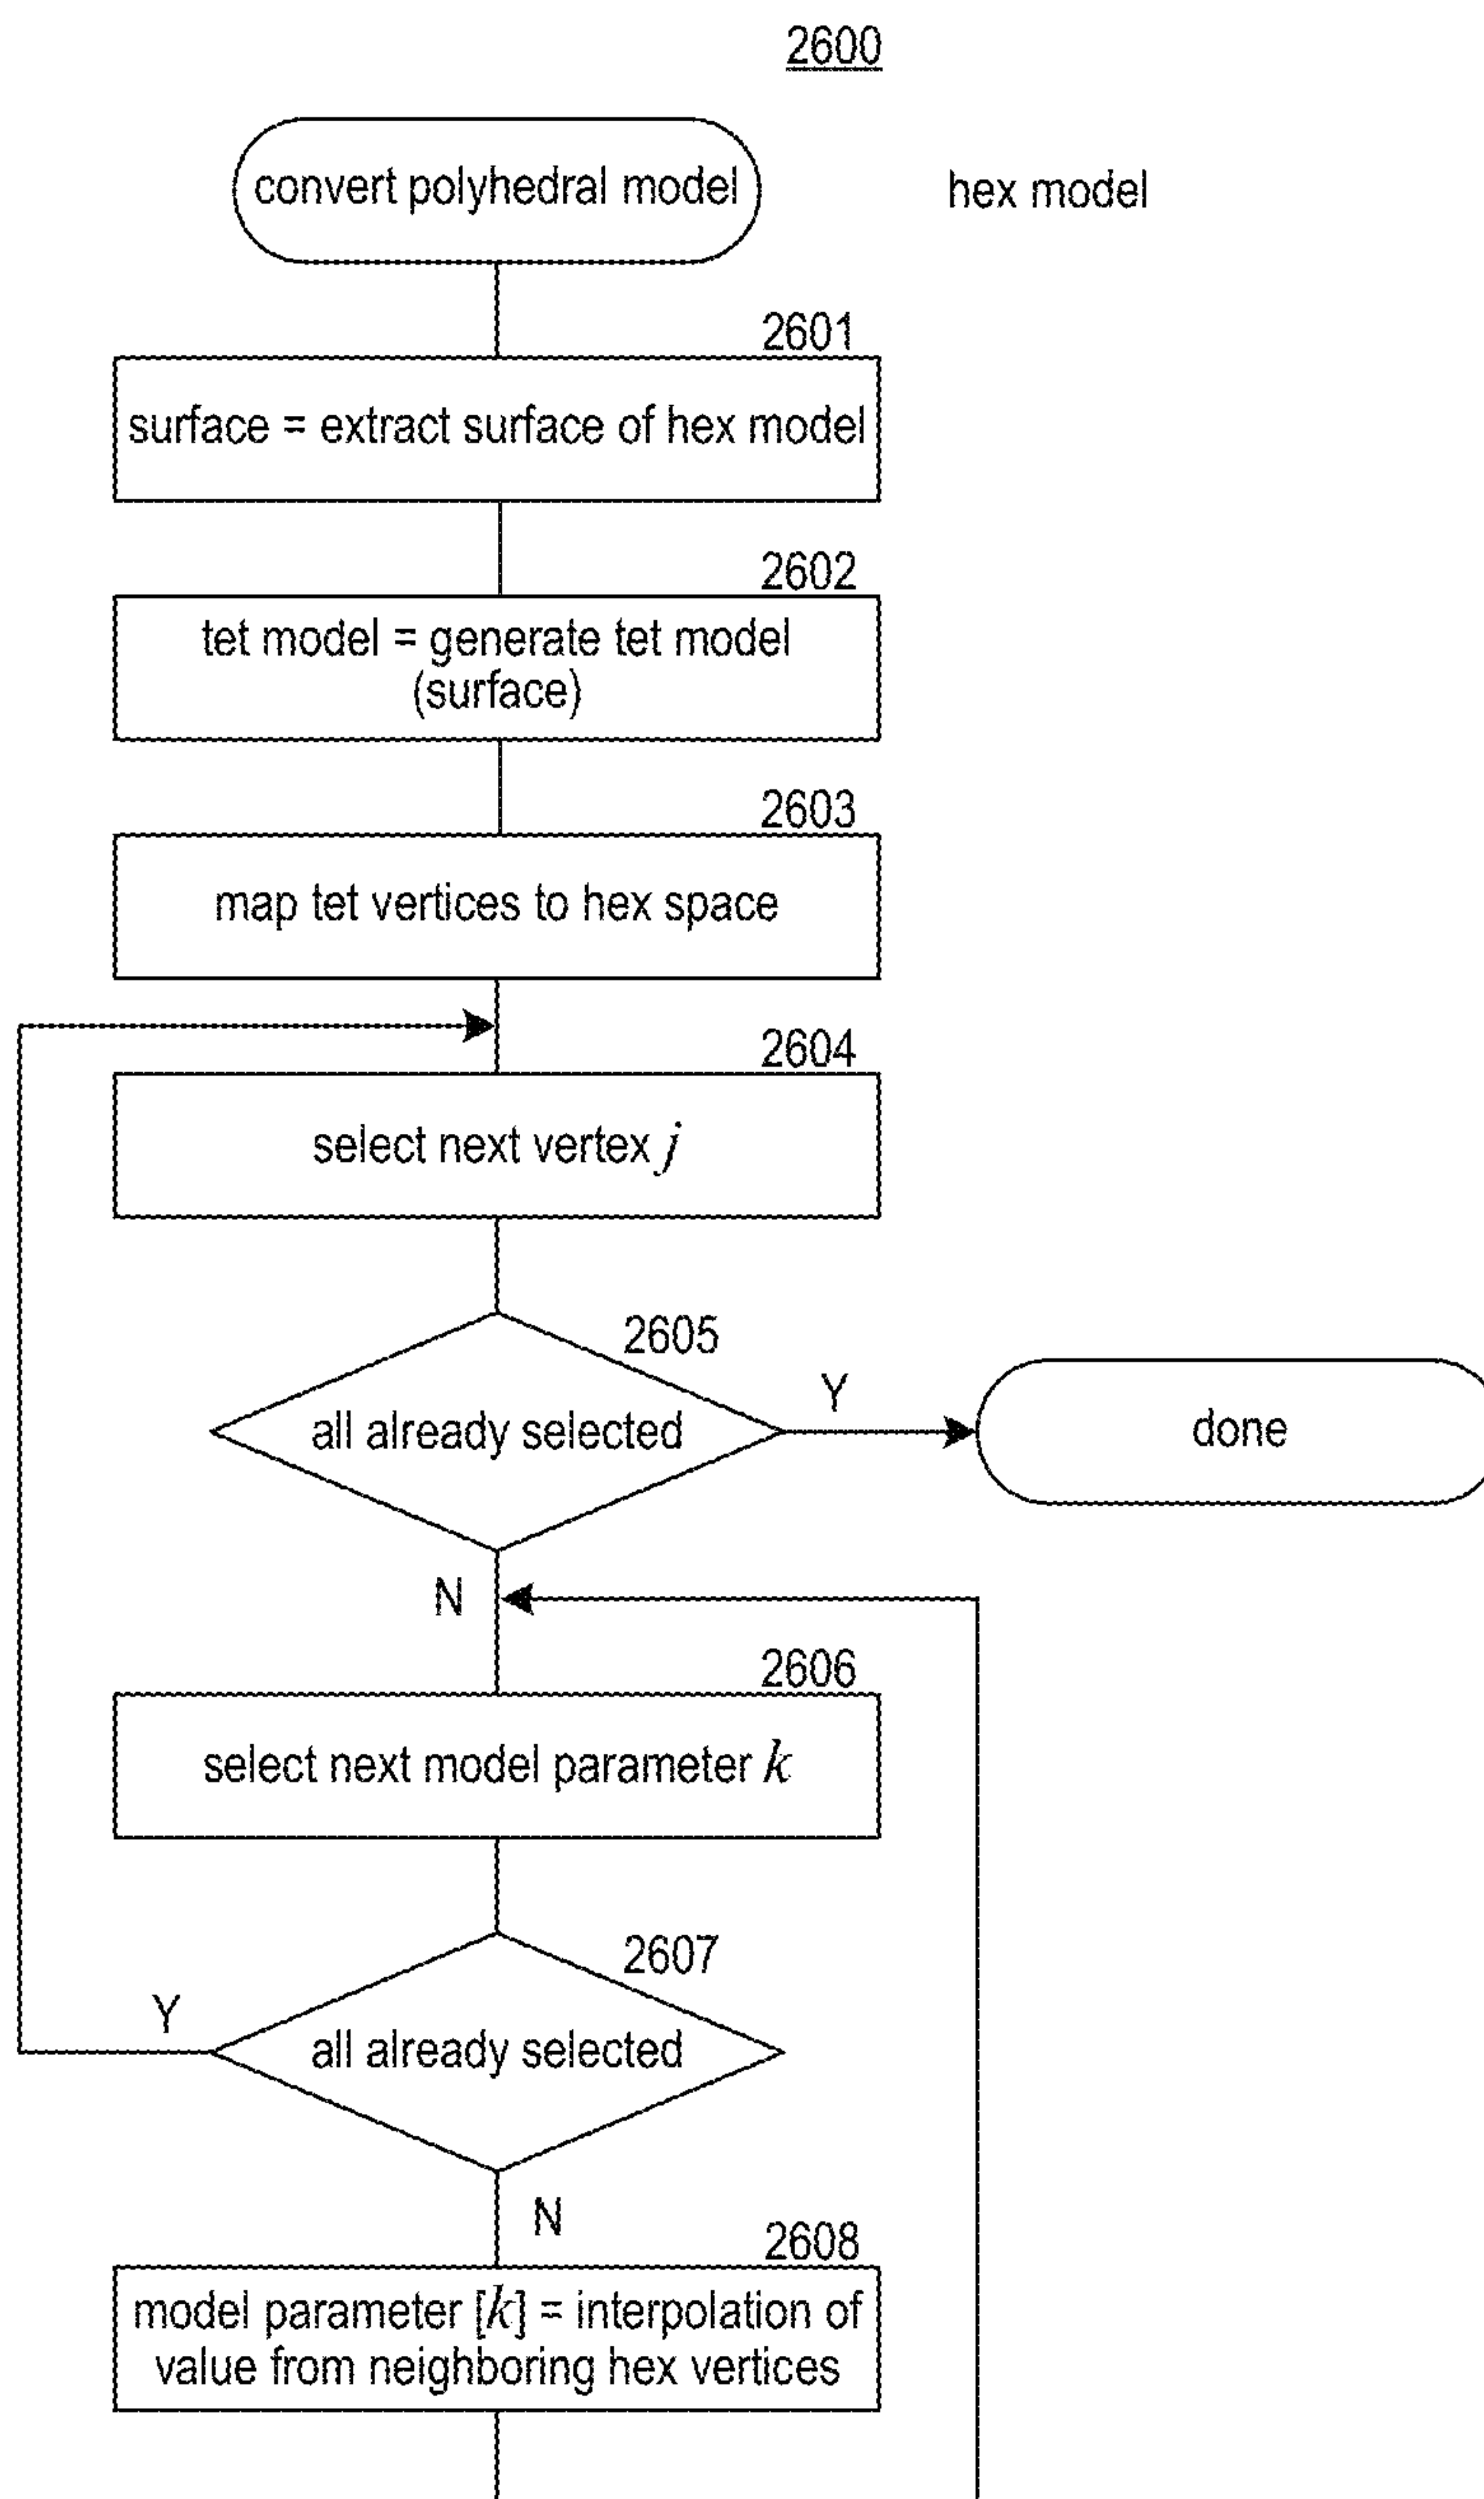 2600
convert polyhedral model
hex model
2601
surface = extract surface of hex model
2602
tet model = generate tet model
(surface)
2603
map tet vertices to hex space
2604
select next vertex j
2605
all already selected
Y
done
N
2606
select next model parameter k
2607
Y
all already selected
N
2608
model parameter [k] = interpolation of
value from neighboring hex vertices